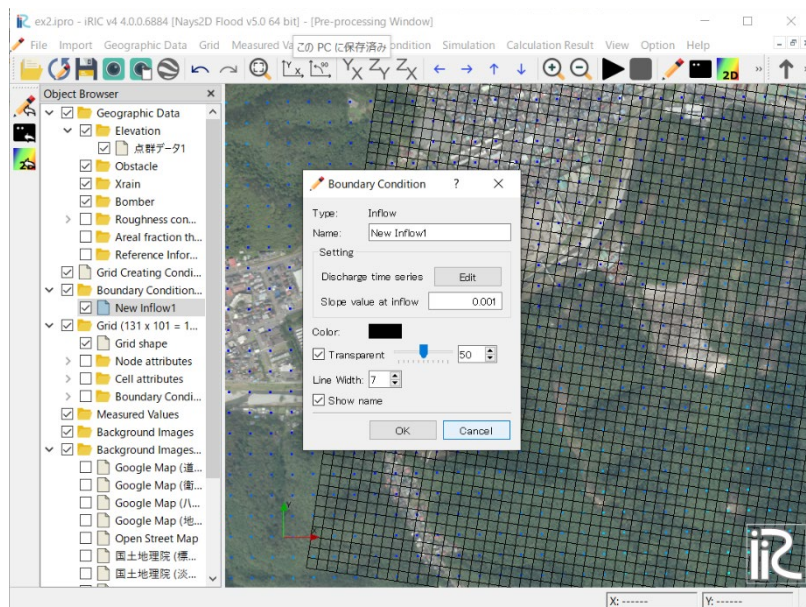 ex2.ipro - iRIC v4 4.0.0.6884 [Nays2D Flood v5.0 64 bit] - [Pre-processing Window]
File Import Geographic Data Grid Measured Va この PC に保存済み ondition Simulation Calculation Result View Option Help
Object Browser
Geographic Data
Elevation
点群データ1
Obstacle
Xrain
Bomber
Roughness con...
Areal fraction th...
Reference Infor...
Grid Creating Condi...
Boundary Condition...
New Inflow1
Grid (131 x 101 = 1...
Grid shape
Node attributes
Cell attributes
Boundary Condi...
Measured Values
Background Images
Background Images...
Google Map (道...
Google Map (衛...
Google Map (ハ...
Google Map (地...
Open Street Map
国土地理院 (標...
国土地理院 (淡...
Boundary Condition ?
Type: Inflow
Name: New Inflow1
Setting
Discharge time series Edit
Slope value at inflow 0.001
Color:
Transparent 50
Line Width: 7
Show name
OK Cancel
Y
X
iRIC
X: ------ Y: ------